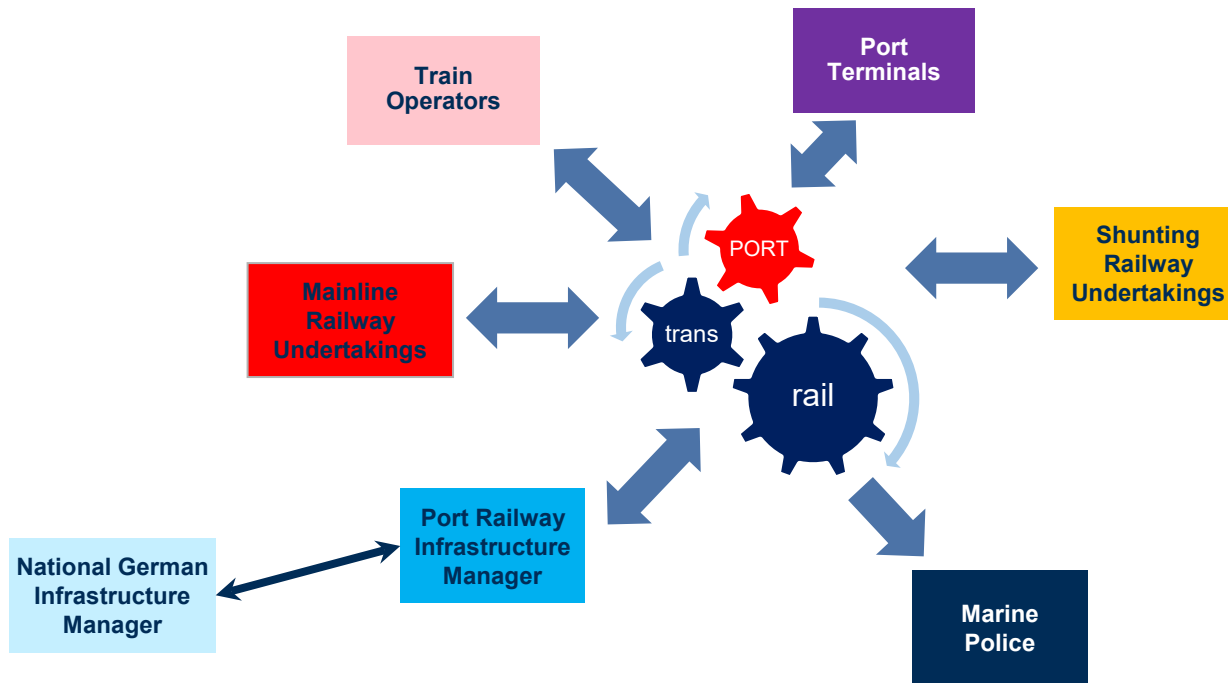 Train
Operators
Port
Terminals
PORT
Shunting
Railway
Undertakings
Mainline
Railway
Undertakings
trans
rail
Port Railway
Infrastructure
Manager
National German
Infrastructure
Manager
Marine
Police